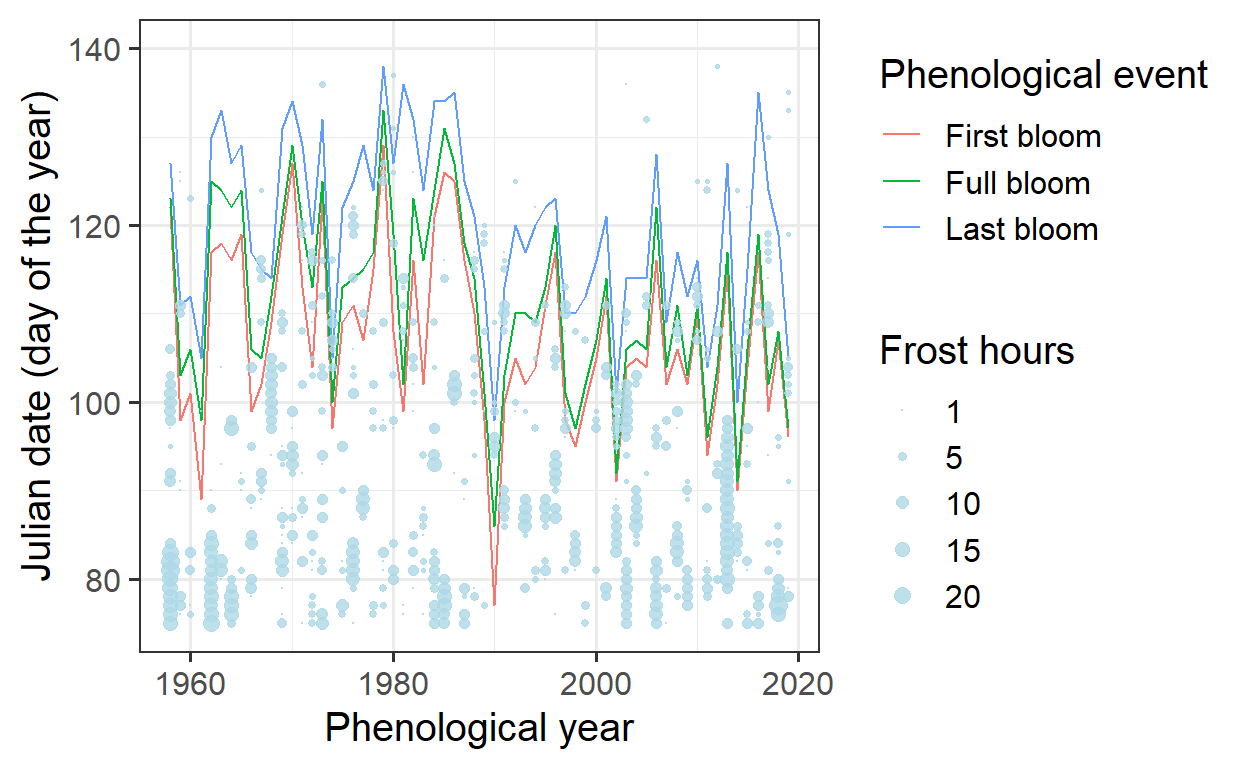 140
120
100
80
Julian date (day of the year)
1960
1980
2000
2020
Phenological year
Phenological event
First bloom
Full bloom
Last bloom
Frost hours
1
5
10
15
20